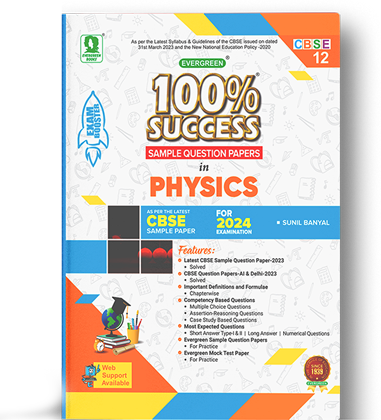 As per the Latest Syllabus & Guidelines of the CBSE issued on dated
31st March 2023 and the New National Education Policy -2020
EVERGREEN BOOKS
CBSE
12
EVERGREEN®
EXAM BOOSTER
100%®
SUCCESS
SAMPLE QUESTION PAPERS
in
PHYSICS
AS PER THE LATEST
CBSE
SAMPLE PAPER
FOR
2024
EXAMINATION
SUNIL BANYAL
Features:
Latest CBSE Sample Question Paper-2023
• Solved
CBSE Question Papers-AI & Delhi-2023
• Solved
Important Definitions and Formulae
• Chapterwise
Competency Based Questions
• Multiple Choice Questions
• Assertion-Reasoning Questions
• Case Study Based Questions
Most Expected Questions
• Short Answer Type-I & II | Long Answer | Numerical Questions
Evergreen Sample Question Papers
• For Practice
Evergreen Mock Test Paper
• For Practice
Web
Support
Available
SINCE
1939
EVERGREEN